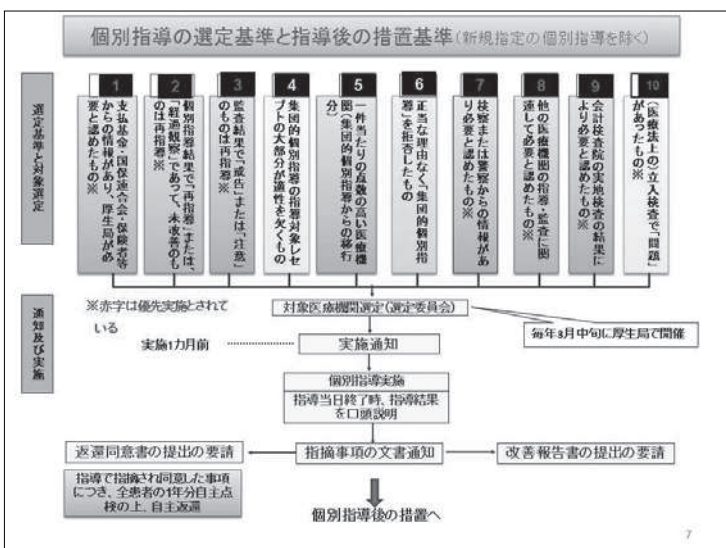 個別指導の選定基準と指導後の措置基準(新規指定の個別指導を除く)
選定基準と対象選定
1
支払基金・国保連合会・保険者等
からの情報があり、厚生局が必
要と認めたもの※
2
個別指導結果で「再指導」または、
「経過観察」であって、未改善のも
のは再指導※
3
監査結果で「戒告」または、「注意」
のものは再指導※
4
集団的個別指導の指導対象レセ
プトの大部分が適性を欠くもの
5
一件当たりの点数の高い医療機
関(集団的個別指導からの移行
分)
6
正当な理由なく「集団的個別指
導」を拒否したもの
7
検察または警察からの情報があ
り必要と認めたもの※
8
他の医療機関の指導・監査に関
連して必要と認めたもの※
9
会計検査院の実地検査の結果に
より必要と認めたもの※
10
(医療法上の)立入検査で「問題」
があったもの※
通知及び実施
※赤字は優先実施とされて
いる
対象医療機関選定(選定委員会)
毎年3月中旬に厚生局で開催
実施1カ月前
実施通知
個別指導実施
指導当日終了時、指導結果
を口頭説明
返還同意書の提出の要請
指摘事項の文書通知
改善報告書の提出の要請
指導で指摘され同意した事項
につき、全患者の1年分自主点
検の上、自主返還
個別指導後の措置へ
7